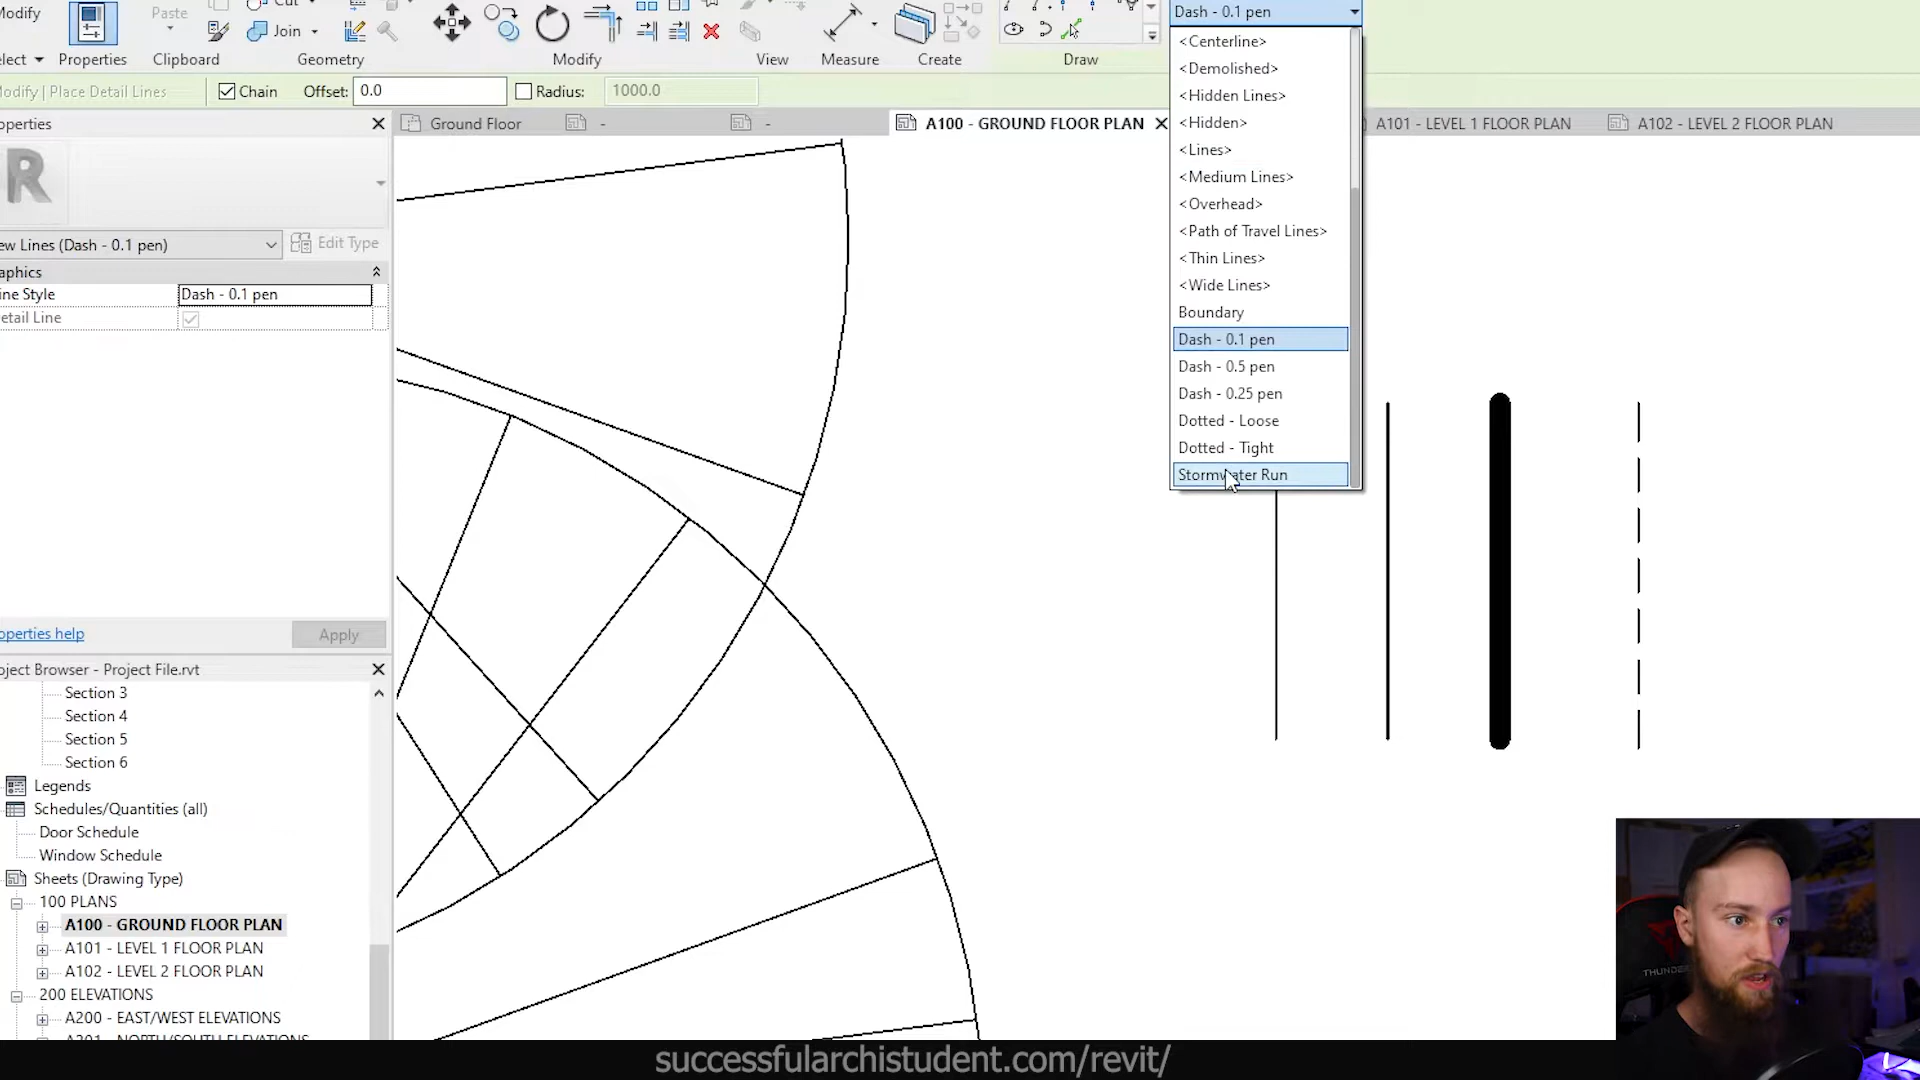 Modify
Paste
Cut
Join
Dash - 0.1 pen
elect
Properties
Clipboard
Geometry
Modify
View
Measure
Create
Draw
Modify | Place Detail Lines
Chain
Offset:
0.0
Radius:
1000.0
operties
Ground Floor
-
-
A100 - GROUND FLOOR PLAN
A101 - LEVEL 1 FLOOR PLAN
A102 - LEVEL 2 FLOOR PLAN
R
ew Lines (Dash - 0.1 pen)
Edit Type
aphics
ine Style
Dash - 0.1 pen
etail Line
<Centerline>
<Demolished>
<Hidden Lines>
<Hidden>
<Lines>
<Medium Lines>
<Overhead>
<Path of Travel Lines>
<Thin Lines>
<Wide Lines>
Boundary
Dash - 0.1 pen
Dash - 0.5 pen
Dash - 0.25 pen
Dotted - Loose
Dotted - Tight
Stormwater Run
operties help
Apply
oject Browser - Project File.rvt
Section 3
Section 4
Section 5
Section 6
Legends
Schedules/Quantities (all)
Door Schedule
Window Schedule
Sheets (Drawing Type)
100 PLANS
A100 - GROUND FLOOR PLAN
A101 - LEVEL 1 FLOOR PLAN
A102 - LEVEL 2 FLOOR PLAN
200 ELEVATIONS
A200 - EAST/WEST ELEVATIONS
A201 - NORTH/SOUTH ELEVATIONS
THUNDER
successfularchistudent.com/revit/